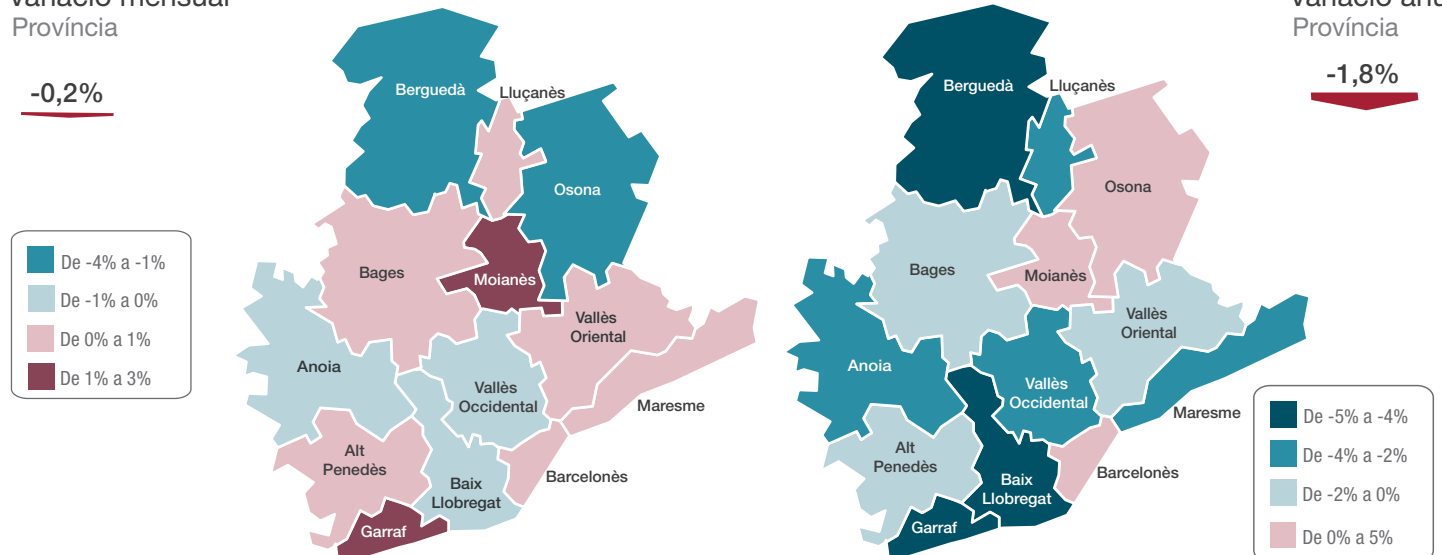 Variació mensual
Província
-0,2%
De -4% a -1%
De -1% a 0%
De 0% a 1%
De 1% a 3%
Berguedà
Lluçanès
Osona
Bages
Moianès
Vallès
Oriental
Anoia
Vallès
Occidental
Maresme
Alt
Penedès
Baix
Llobregat
Barcelonès
Garraf
Província
-1,8%
Berguedà
Lluçanès
Osona
Bages
Moianès
Vallès
Oriental
Anoia
Vallès
Occidental
Maresme
Alt
Penedès
Baix
Llobregat
Barcelonès
Garraf
De -5% a -4%
De -4% a -2%
De -2% a 0%
De 0% a 5%